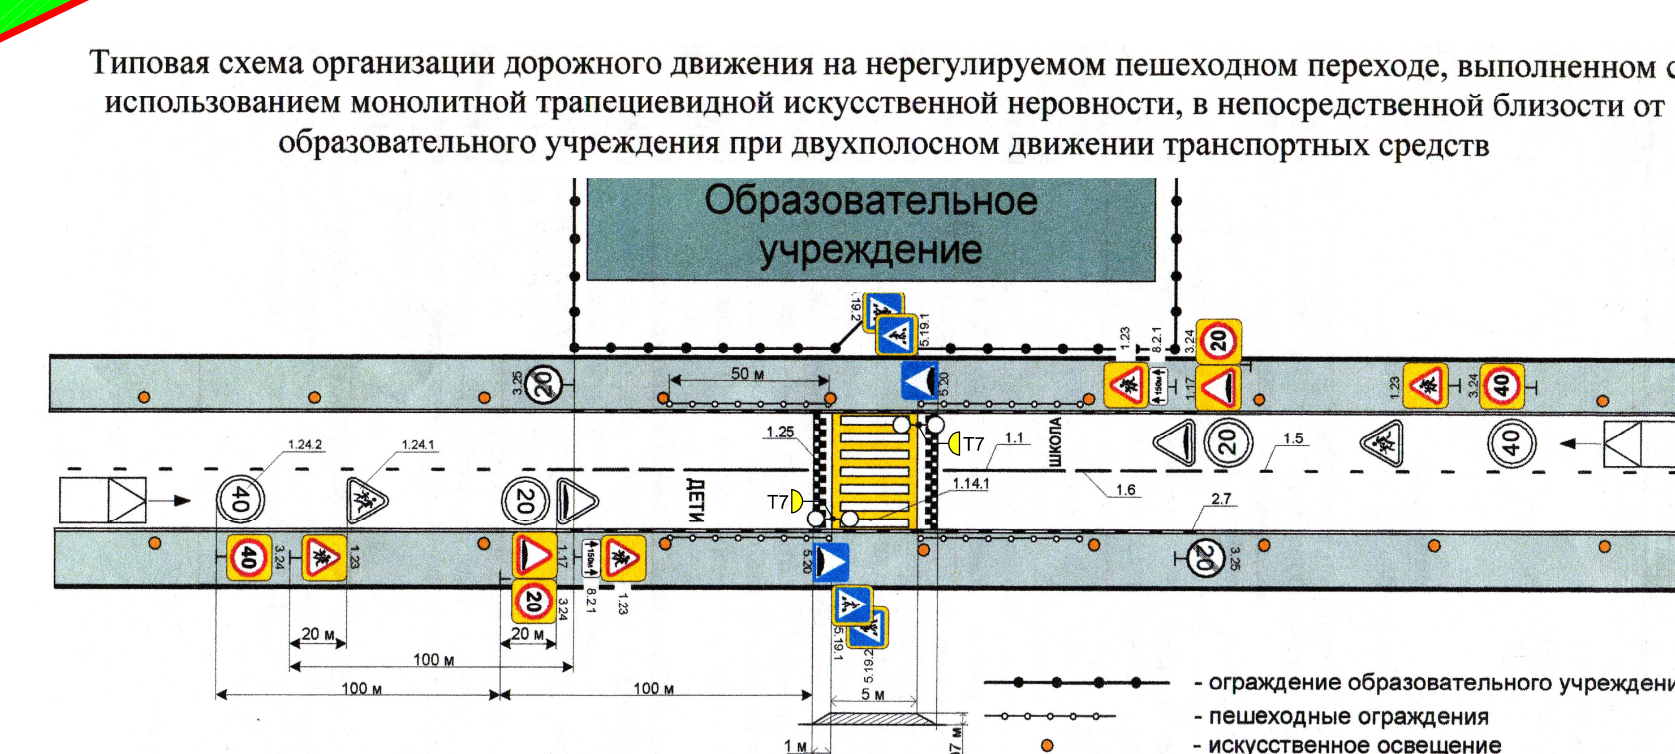 Типовая схема организации дорожного движения на нерегулируемом пешеходном переходе, выполненном с
использованием монолитной трапециевидной искусственной неровности, в непосредственной близости от
образовательного учреждения при двухполосном движении транспортных средств
Образовательное
учреждение
5.19.1
1.23
8.2.1
3.24
20
3.25
20
50 м
5.20
150м
1.17
1.23
3.24
40
1.25
1.24.2
1.24.1
Т7
1.1
ШКОЛА
20
1.5
40
1.14.1
1.6
2.7
40
20
ДЕТИ
Т7
40
3.24
1.23
1.17
150м
5.20
20
3.25
20
3.24
8.2.1
1.23
5.19.1
5.19.2
20 м
20 м
100 м
100 м
100 м
5 м
1 м
- ограждение образовательного учрежден
- пешеходные ограждения
- искусственное освещение